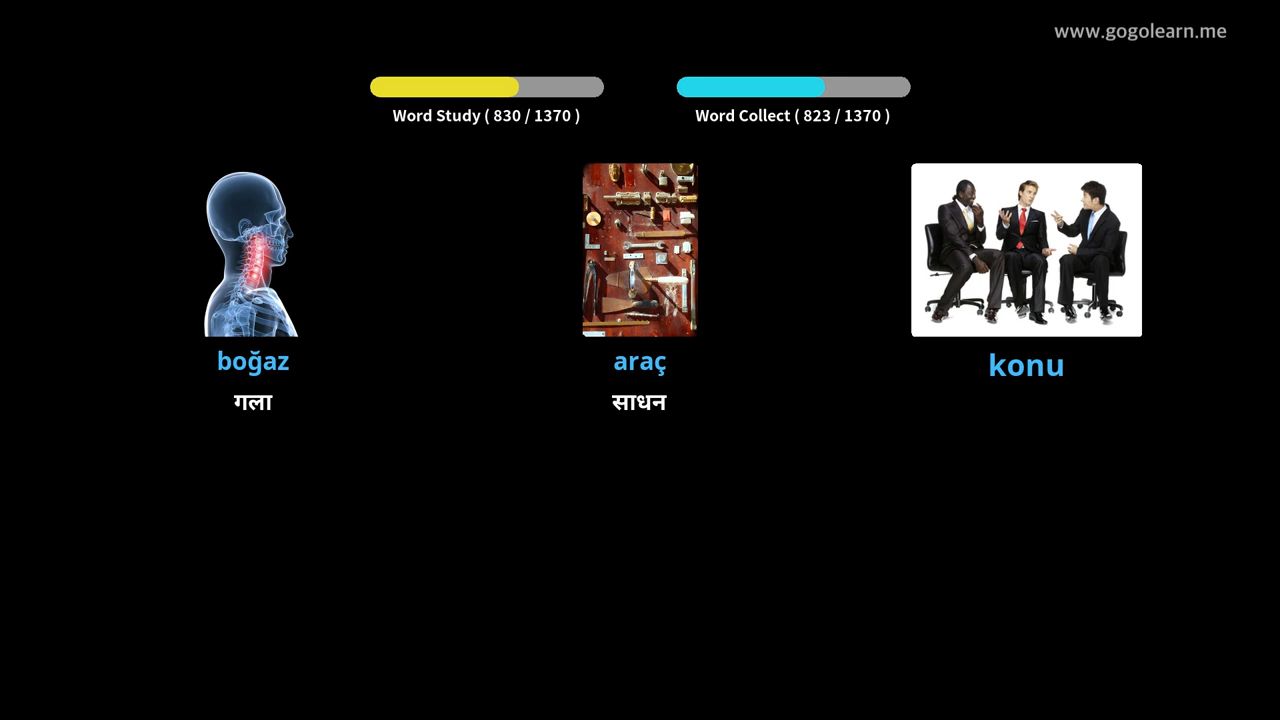 www.gogolearn.me
Word Study ( 830 / 1370 )
Word Collect ( 823 / 1370 )
boğaz
araç
konu
गला
साधन